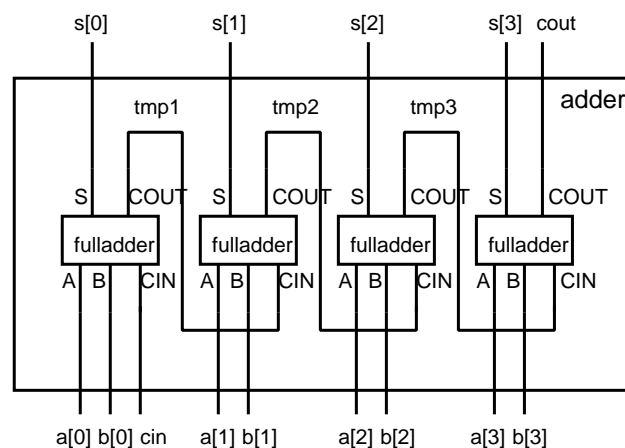 s[0] s[1] s[2] s[3] cout
adder
tmp1 tmp2 tmp3
S COUT S COUT S COUT S COUT
fulladder fulladder fulladder fulladder
A B CIN A B CIN A B CIN A B CIN
a[0] b[0] cin a[1] b[1] a[2] b[2] a[3] b[3]